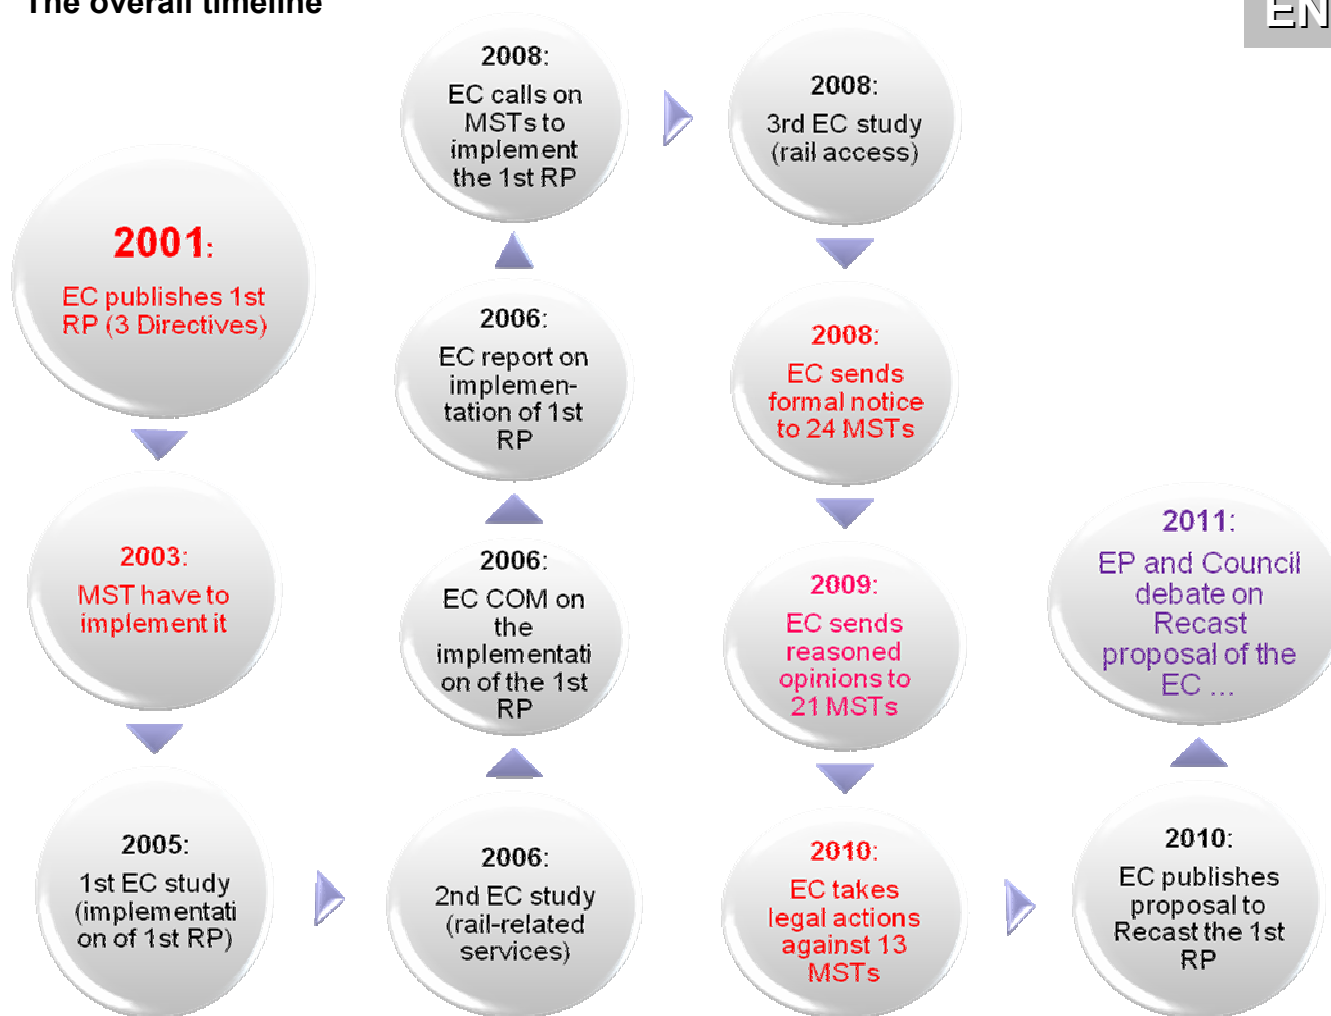 The overall timeline
EN
2001:
EC publishes 1st
RP (3 Directives)
2003:
MST have to
implement it
2005:
1st EC study
(implementati
on of 1st RP)
2006:
2nd EC study
(rail-related
services)
2006:
EC COM on
the
implementati
on of the 1st
RP
2006:
EC report on
implemen-
tation of 1st
RP
2008:
EC calls on
MSTs to
implement
the 1st RP
2008:
3rd EC study
(rail access)
2008:
EC sends
formal notice
to 24 MSTs
2009:
EC sends
reasoned
opinions to
21 MSTs
2010:
EC takes
legal actions
against 13
MSTs
2010:
EC publishes
proposal to
Recast the 1st
RP
2011:
EP and Council
debate on
Recast
proposal of the
EC ...